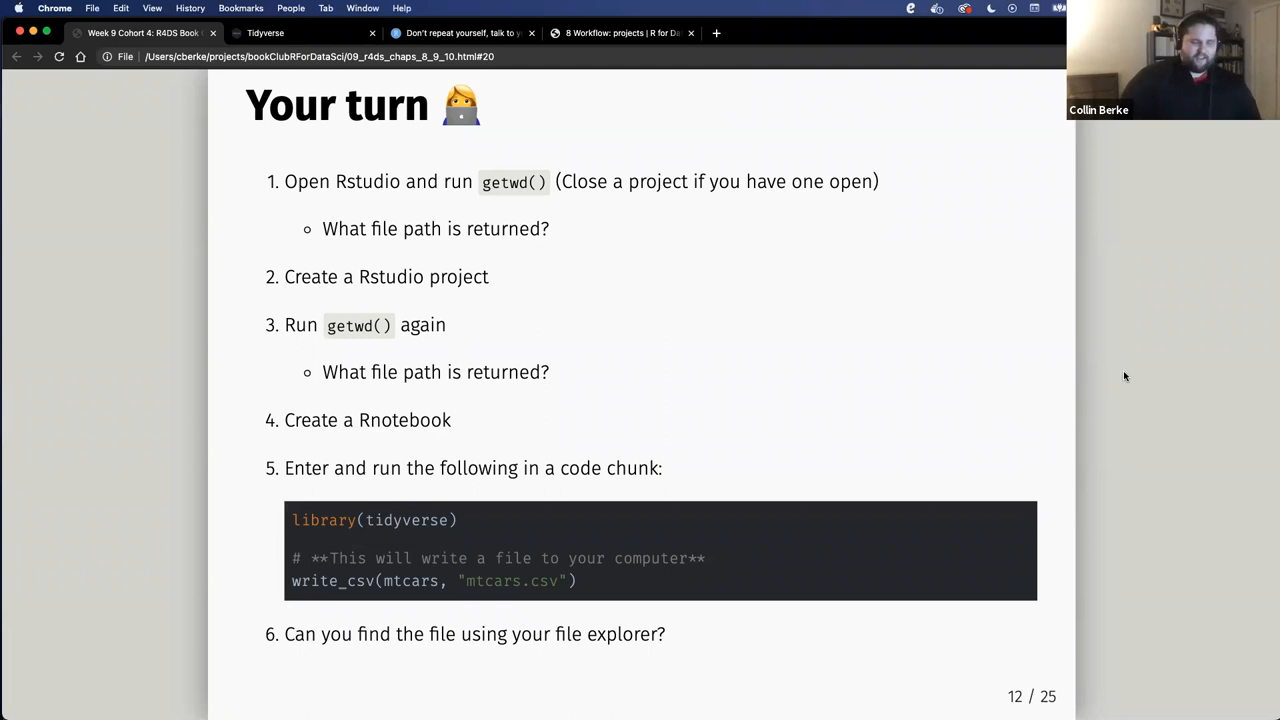 Chrome File Edit View History Bookmarks People Tab Window Help
Week 9 Cohort 4: R4DS Book
Tidyverse
Don't repeat yourself, talk to y
8 Workflow: projects | R for Da
File /Users/cberke/projects/bookClubRForDataSci/09_r4ds_chaps_8_9_10.html#20
Collin Berke
Your turn
1. Open Rstudio and run getwd() (Close a project if you have one open)
What file path is returned?
2. Create a Rstudio project
3. Run getwd() again
What file path is returned?
4. Create a Rnotebook
5. Enter and run the following in a code chunk:
library(tidyverse)
# **This will write a file to your computer**
write_csv(mtcars, "mtcars.csv")
6. Can you find the file using your file explorer?
12 / 25